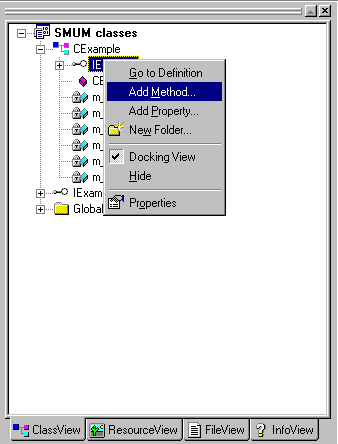 SMUM classes
CExample
IE
Go to Definition
CE
Add Method...
m_
Add Property...
m_
New Folder...
m_
m_
Docking View
m_
Hide
m_
IExam
Properties
Global
ClassView
ResourceView
FileView
InfoView